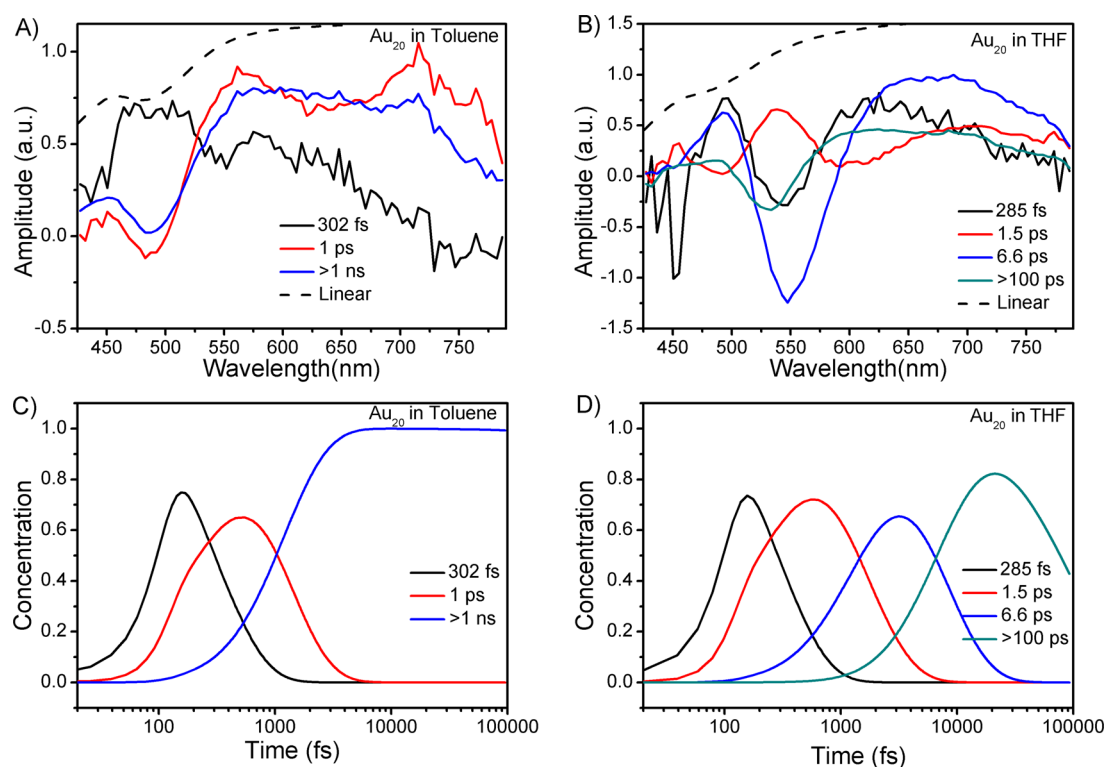 A)
Au20 in Toluene
1.0
0.5
0.0
-0.5
Amplitude (a.u.)
302 fs
1 ps
>1 ns
Linear
450 500 550 600 650 700 750
Wavelength(nm)
B)
Au20 in THF
1.5
1.0
0.5
0.0
-0.5
-1.0
-1.5
Amplitude (a.u.)
285 fs
1.5 ps
6.6 ps
>100 ps
Linear
450 500 550 600 650 700 750
Wavelength(nm)
C)
Au20 in Toluene
1.0
0.8
0.6
0.4
0.2
0.0
Concentration
302 fs
1 ps
>1 ns
100 1000 10000 100000
Time (fs)
D)
Au20 in THF
1.0
0.8
0.6
0.4
0.2
0.0
Concentration
285 fs
1.5 ps
6.6 ps
>100 ps
100 1000 10000 100000
Time (fs)